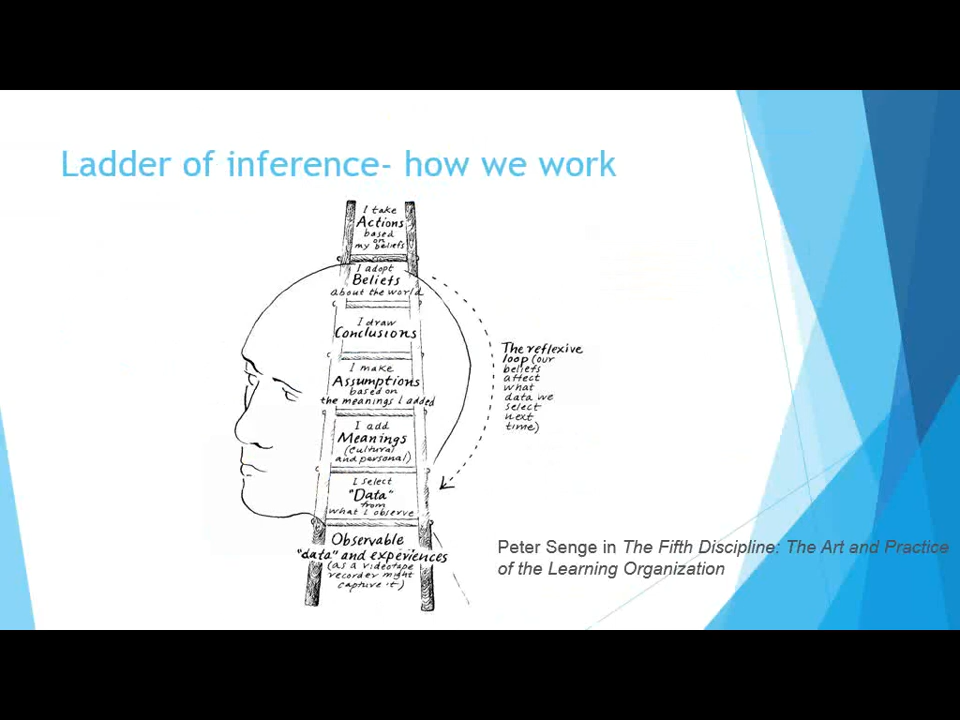 Ladder of inference- how we work
I take
Actions
based
on
my beliefs
I adopt
Beliefs
about the world
I draw
Conclusions
I make
Assumptions
based on
the meanings I added
I add
Meanings
(cultural
and personal)
I select
"Data"
from
what I observe
Observable
"data" and experiences
(as a videotape
recorder might
capture it)
The reflexive
loop (our
beliefs
affect
what
data we
select
next
time)
Peter Senge in The Fifth Discipline: The Art and Practice
of the Learning Organization